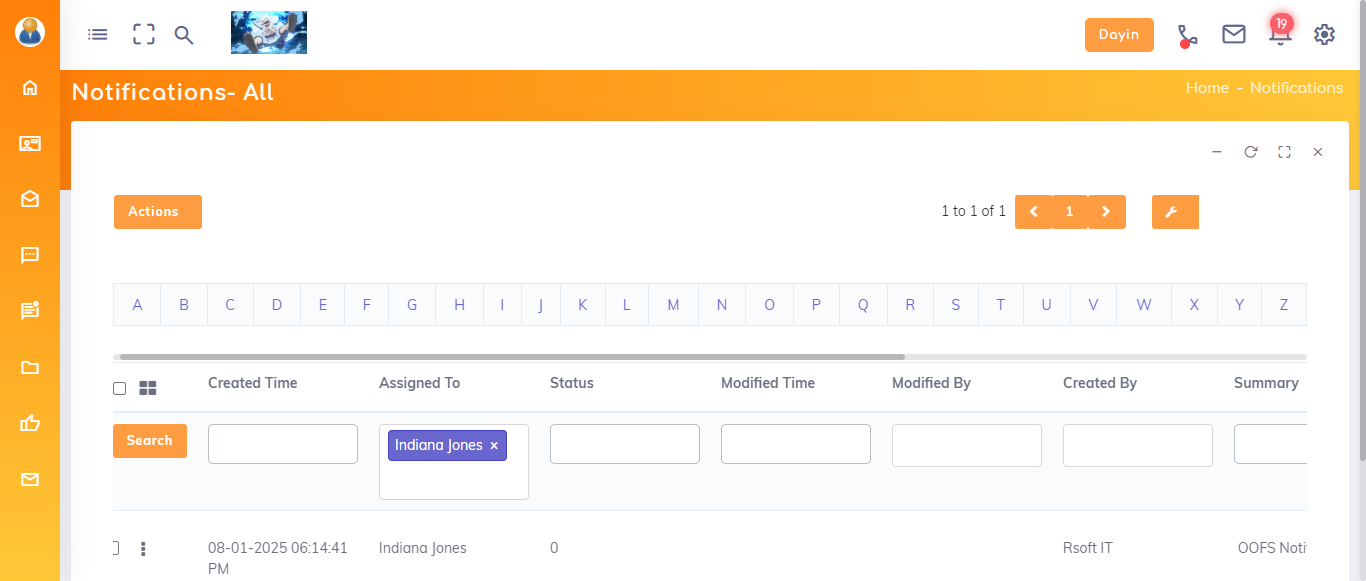 Dayin
19
Notifications- All
Home - Notifications
Actions
1 to 1 of 1
1
A B C D E F G H I J K L M N O P Q R S T U V W X Y Z
Created Time Assigned To Status Modified Time Modified By Created By Summary
Search
Indiana Jones ×
08-01-2025 06:14:41 Indiana Jones 0 Rsoft IT OOFS Noti
PM